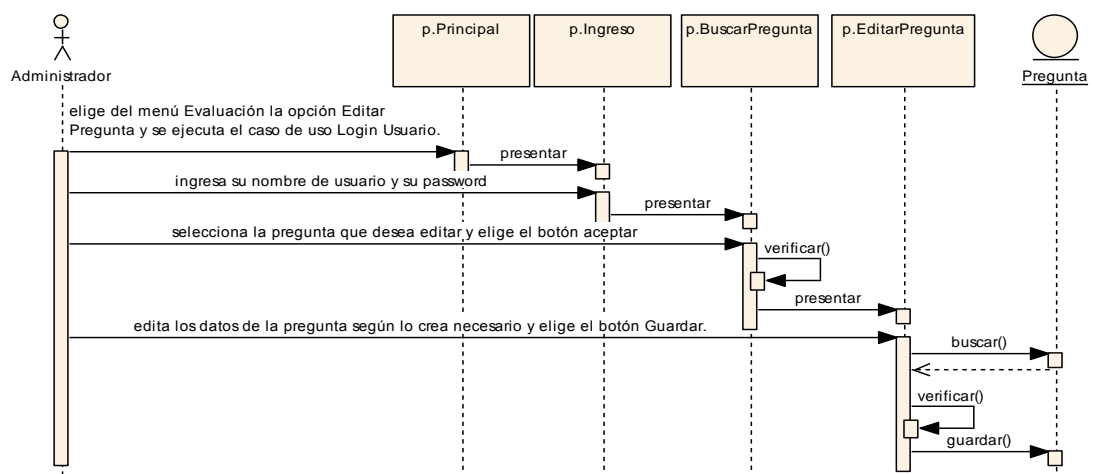 p.Principal
p.Ingreso
p.BuscarPregunta
p.EditarPregunta
Administrador
Pregunta
elige del menú Evaluación la opción Editar
Pregunta y se ejecuta el caso de uso Login Usuario.
presentar
ingresa su nombre de usuario y su password
presentar
selecciona la pregunta que desea editar y elige el botón aceptar
verificar()
presentar
edita los datos de la pregunta según lo crea necesario y elige el botón Guardar.
buscar()
verificar()
guardar()